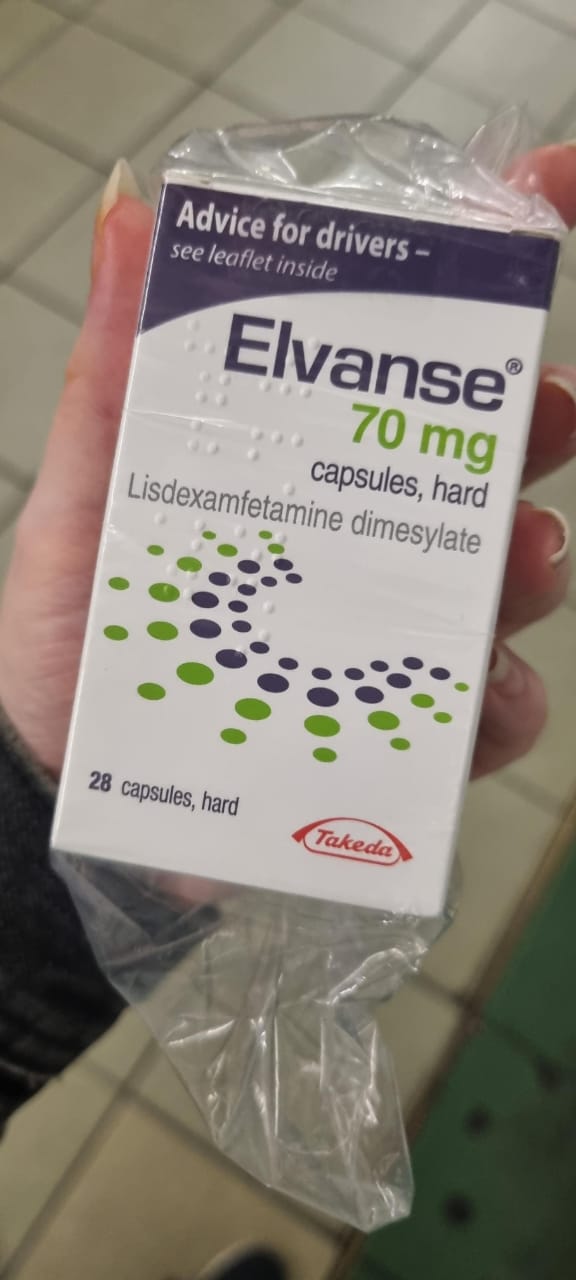 Advice for drivers –
see leaflet inside
Elvanse®
70 mg
capsules, hard
Lisdexamfetamine dimesylate
28 capsules, hard
Takeda